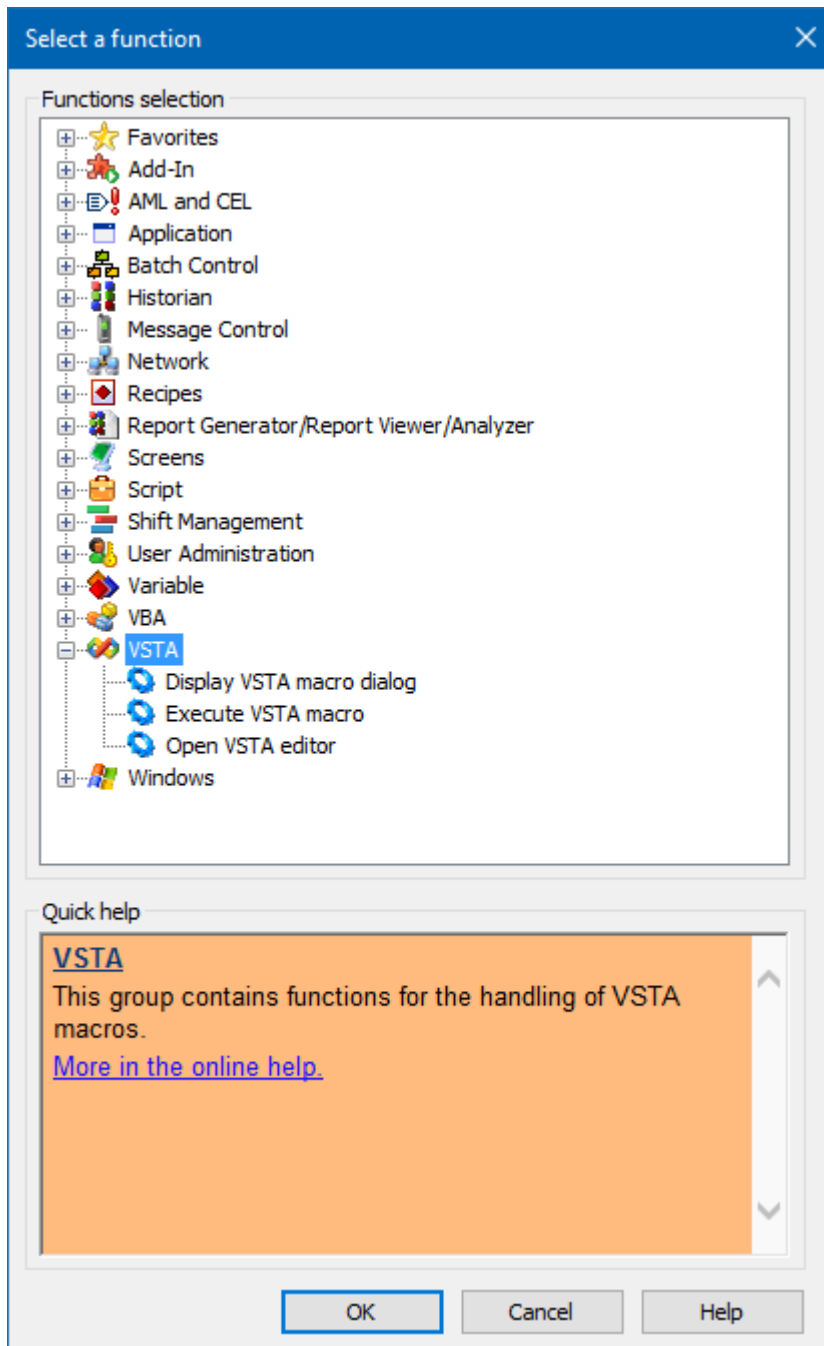 Select a function
Functions selection
Favorites
Add-In
AML and CEL
Application
Batch Control
Historian
Message Control
Network
Recipes
Report Generator/Report Viewer/Analyzer
Screens
Script
Shift Management
User Administration
Variable
VBA
VSTA
Display VSTA macro dialog
Execute VSTA macro
Open VSTA editor
Windows
Quick help
VSTA
This group contains functions for the handling of VSTA
macros.
More in the online help.
OK Cancel Help